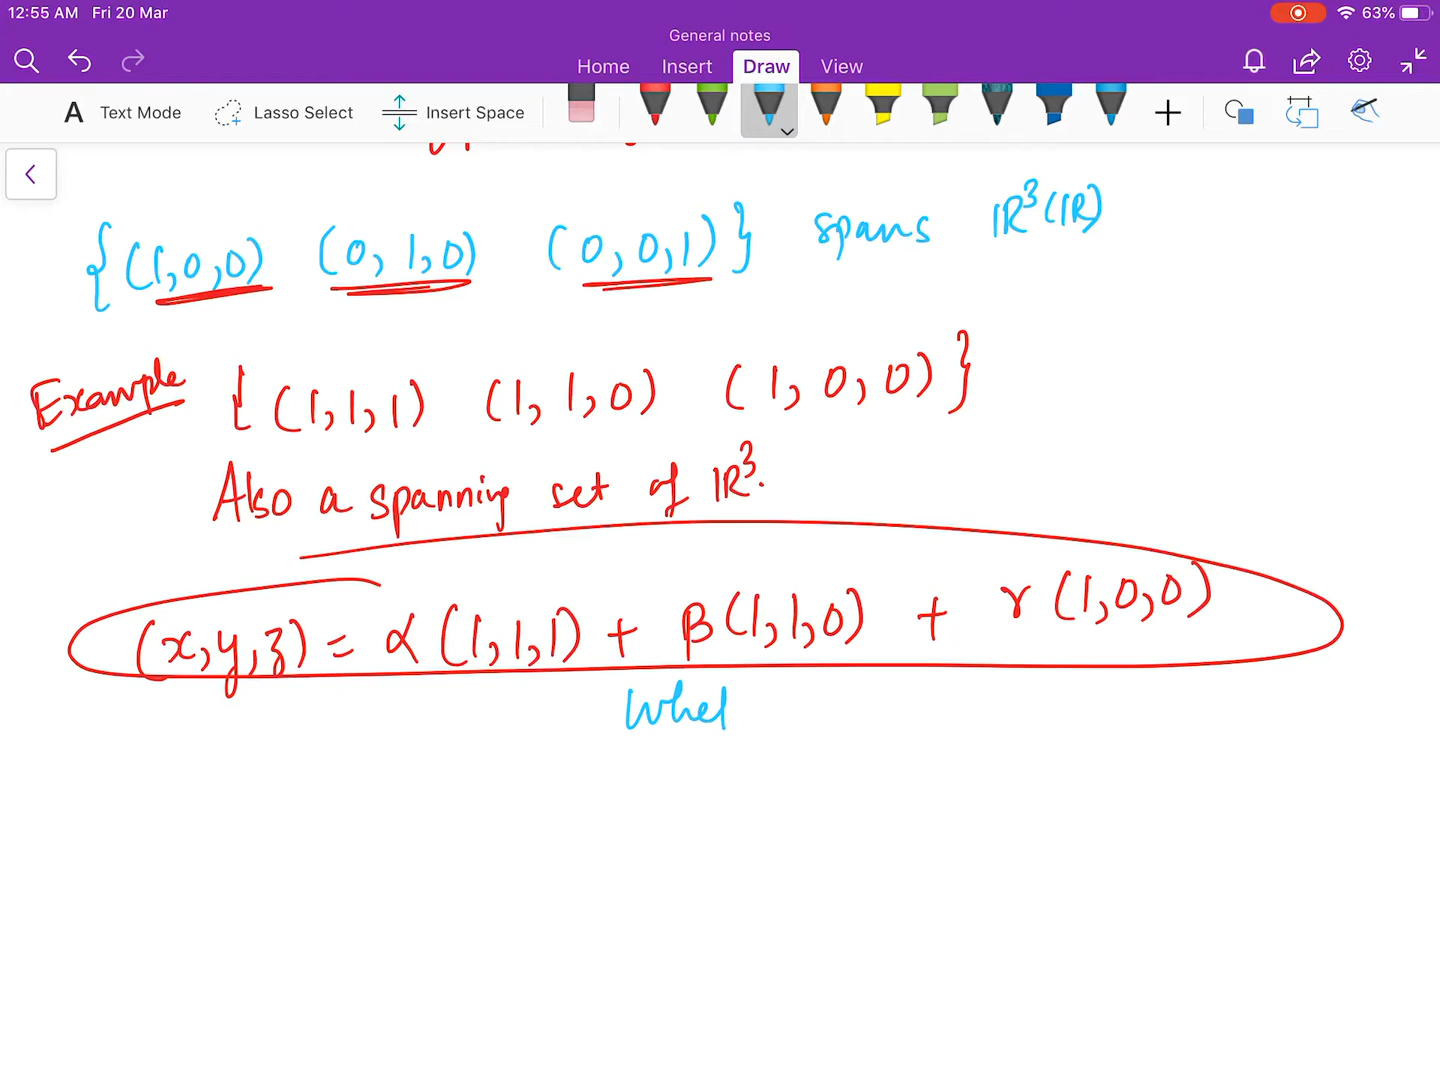 12:55 AM Fri 20 Mar 63%
General notes
Home Insert Draw View
A Text Mode Lasso Select Insert Space
{(1,0,0) (0,1,0) (0,0,1)} spans ℝ³(ℝ)
Example {(1,1,1) (1,1,0) (1,0,0)}
Also a spanning set of ℝ³.
(x,y,z) = α(1,1,1) + β(1,1,0) + γ(1,0,0)